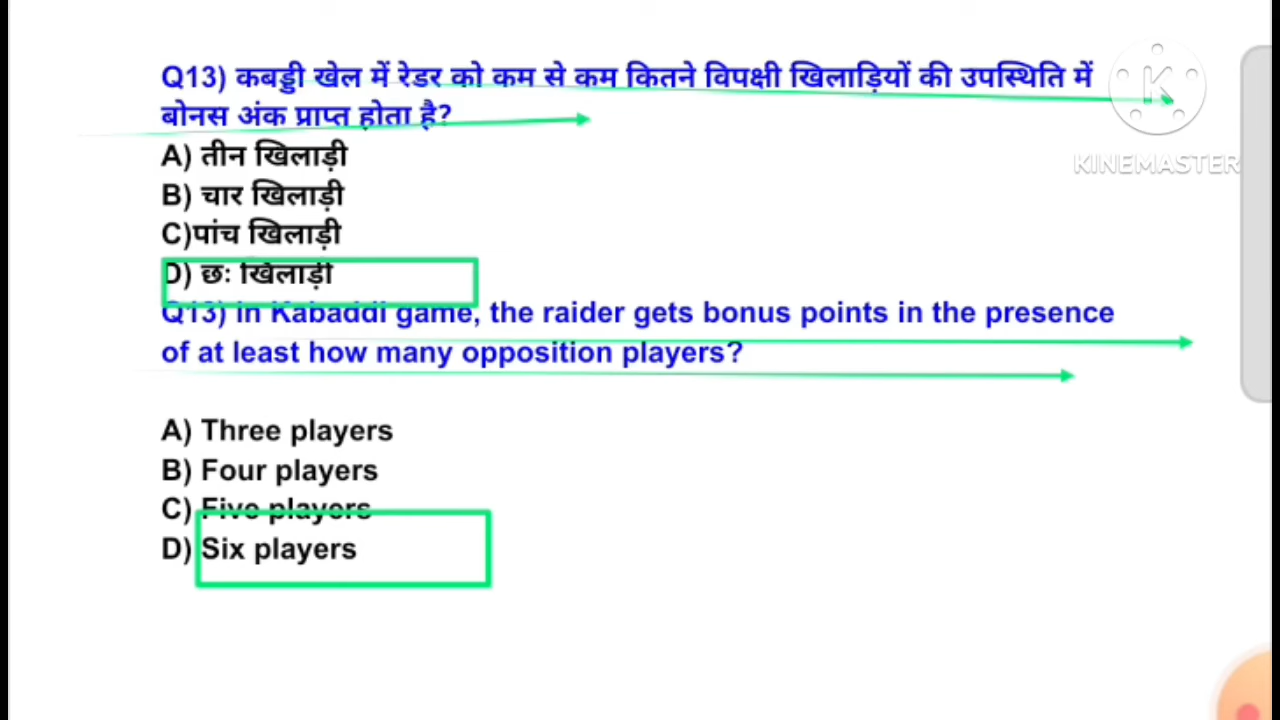 Q13) कबड्डी खेल में रेडर को कम से कम कितने विपक्षी खिलाड़ियों की उपस्थिति में
बोनस अंक प्राप्त होता है?
A) तीन खिलाड़ी
B) चार खिलाड़ी
C)पांच खिलाड़ी
D) छः खिलाड़ी
Q13) In Kabaddi game, the raider gets bonus points in the presence
of at least how many opposition players?
A) Three players
B) Four players
C) Five players
D) Six players
K
KINEMASTER